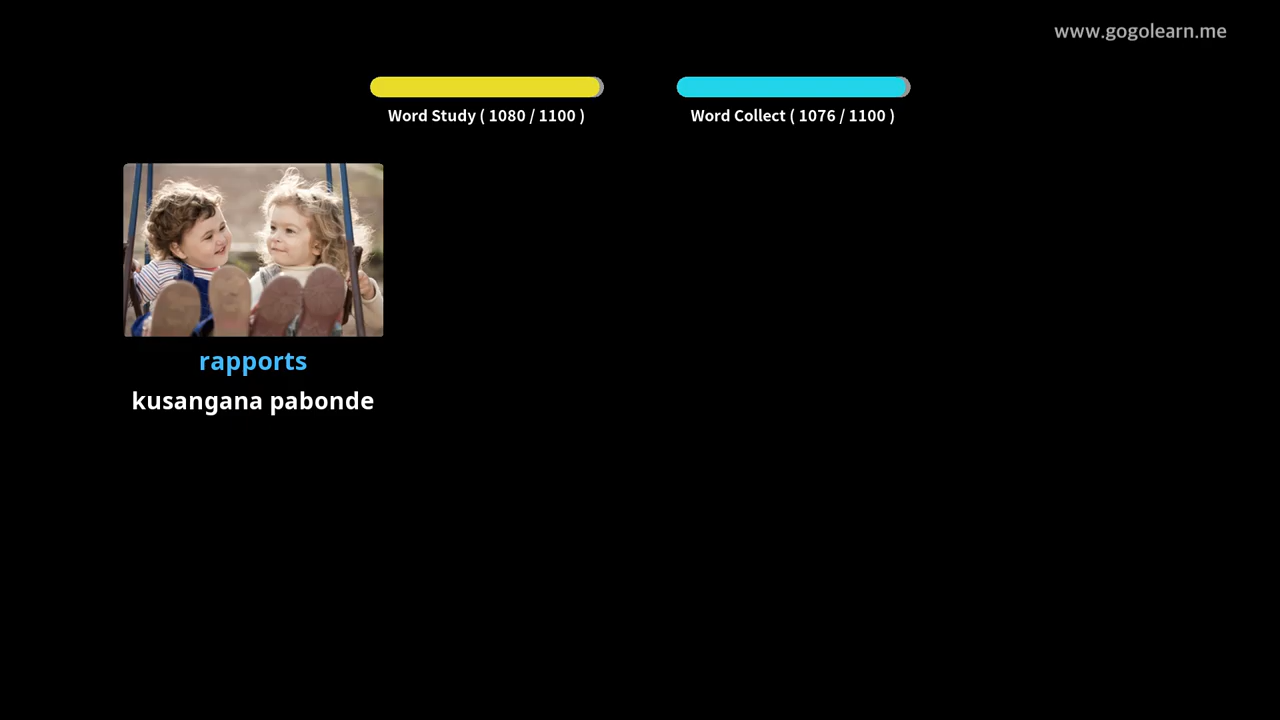 www.gogolearn.me
Word Study ( 1080 / 1100 )
Word Collect ( 1076 / 1100 )
rapports
kusangana pabonde